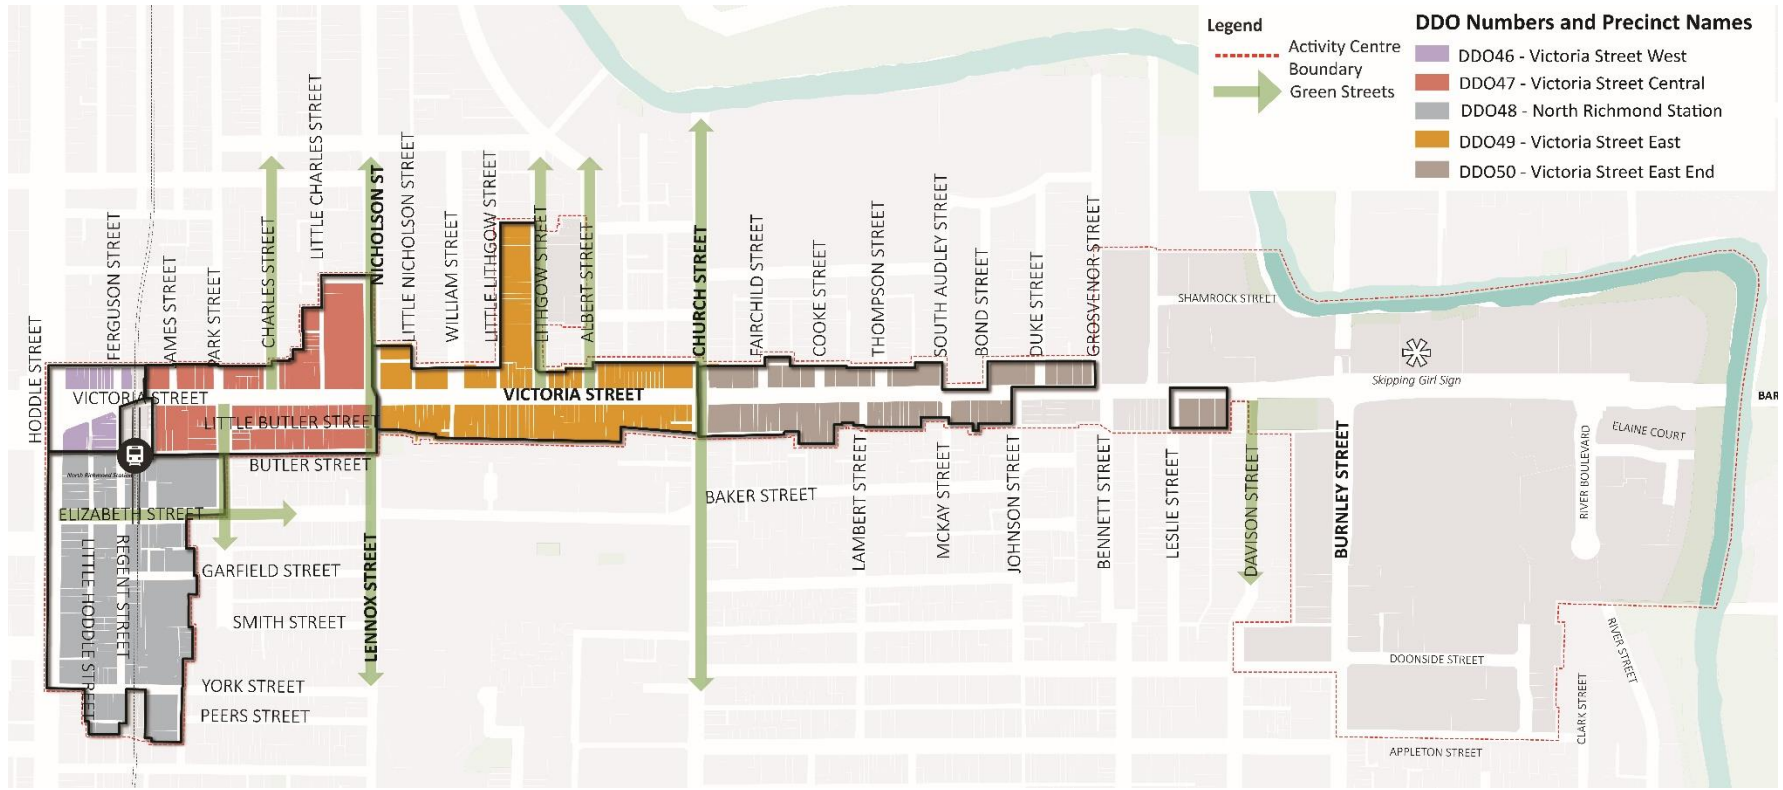 Legend
Activity Centre
Boundary
Green Streets
DDO Numbers and Precinct Names
DDO46 - Victoria Street West
DDO47 - Victoria Street Central
DDO48 - North Richmond Station
DDO49 - Victoria Street East
DDO50 - Victoria Street East End
HODDLE STREET
FERGUSON STREET
JAMES STREET
PARK STREET
CHARLES STREET
LITTLE CHARLES STREET
NICHOLSON ST
LITTLE NICHOLSON STREET
WILLIAM STREET
LITTLE LITHGOW STREET
LITHGOW STREET
ALBERT STREET
CHURCH STREET
FAIRCHILD STREET
COOKE STREET
THOMPSON STREET
SOUTH AUDLEY STREET
BOND STREET
DUKE STREET
GROSVENOR STREET
SHAMROCK STREET
Skipping Girl Sign
VICTORIA STREET
VICTORIA STREET
BAR
LITTLE BUTLER STREET
BUTLER STREET
North Richmond Station
ELIZABETH STREET
BAKER STREET
LITTLE HODDLE STREET
REGENT STREET
GARFIELD STREET
SMITH STREET
YORK STREET
PEERS STREET
LENNOX STREET
LAMBERT STREET
MCKAY STREET
JOHNSON STREET
BENNETT STREET
LESLIE STREET
DAVISON STREET
BURNLEY STREET
RIVER BOULEVARD
ELAINE COURT
DOONSIDE STREET
APPLETON STREET
CLARK STREET
RIVER STREET